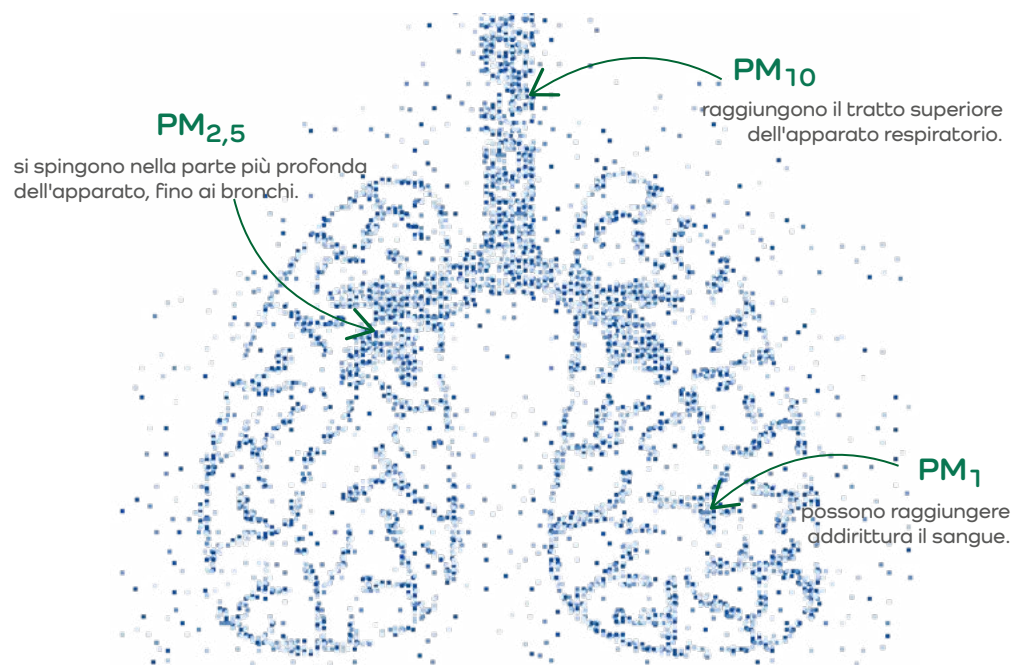 PM10
raggiungono il tratto superiore
dell'apparato respiratorio.
PM2,5
si spingono nella parte più profonda
dell'apparato, fino ai bronchi.
PM1
possono raggiungere
addirittura il sangue.